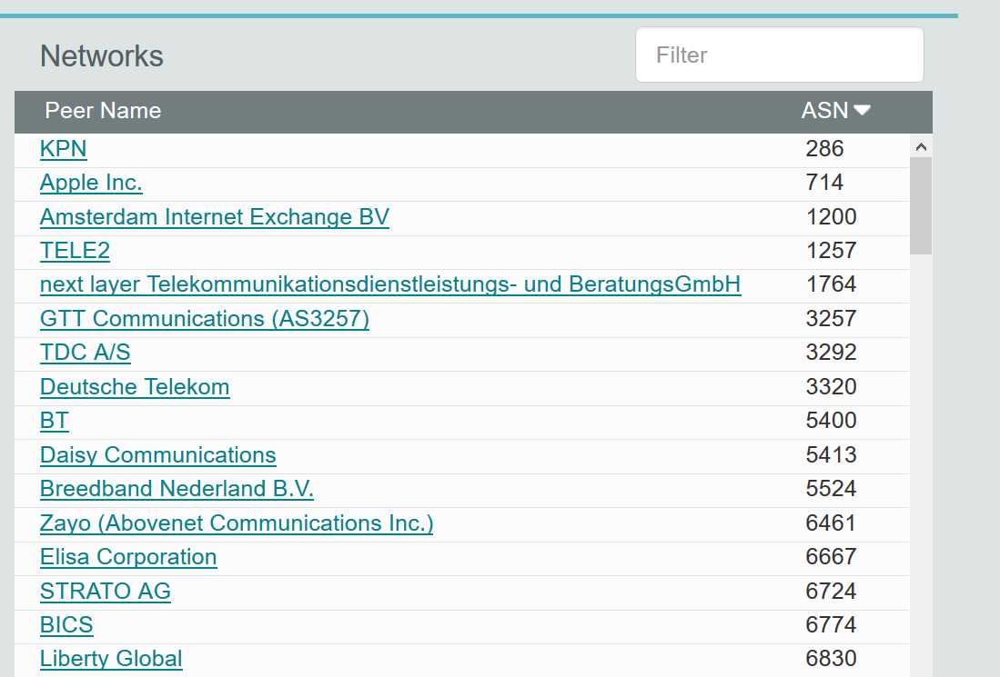 Networks
Filter
Peer Name ASN
KPN 286
Apple Inc. 714
Amsterdam Internet Exchange BV 1200
TELE2 1257
next layer Telekommunikationsdienstleistungs- und BeratungsGmbH 1764
GTT Communications (AS3257) 3257
TDC A/S 3292
Deutsche Telekom 3320
BT 5400
Daisy Communications 5413
Breedband Nederland B.V. 5524
Zayo (Abovenet Communications Inc.) 6461
Elisa Corporation 6667
STRATO AG 6724
BICS 6774
Liberty Global 6830